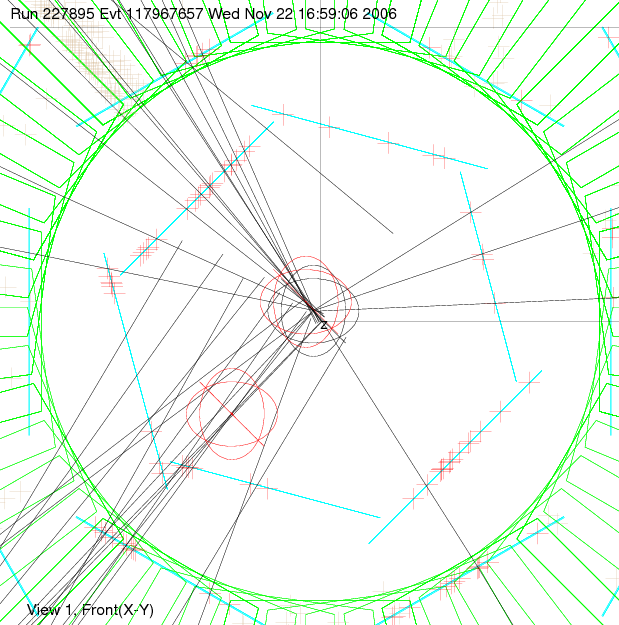 Run 227895 Evt 117967657 Wed Nov 22 16:59:06 2006
Z
View 1, Front(X-Y)